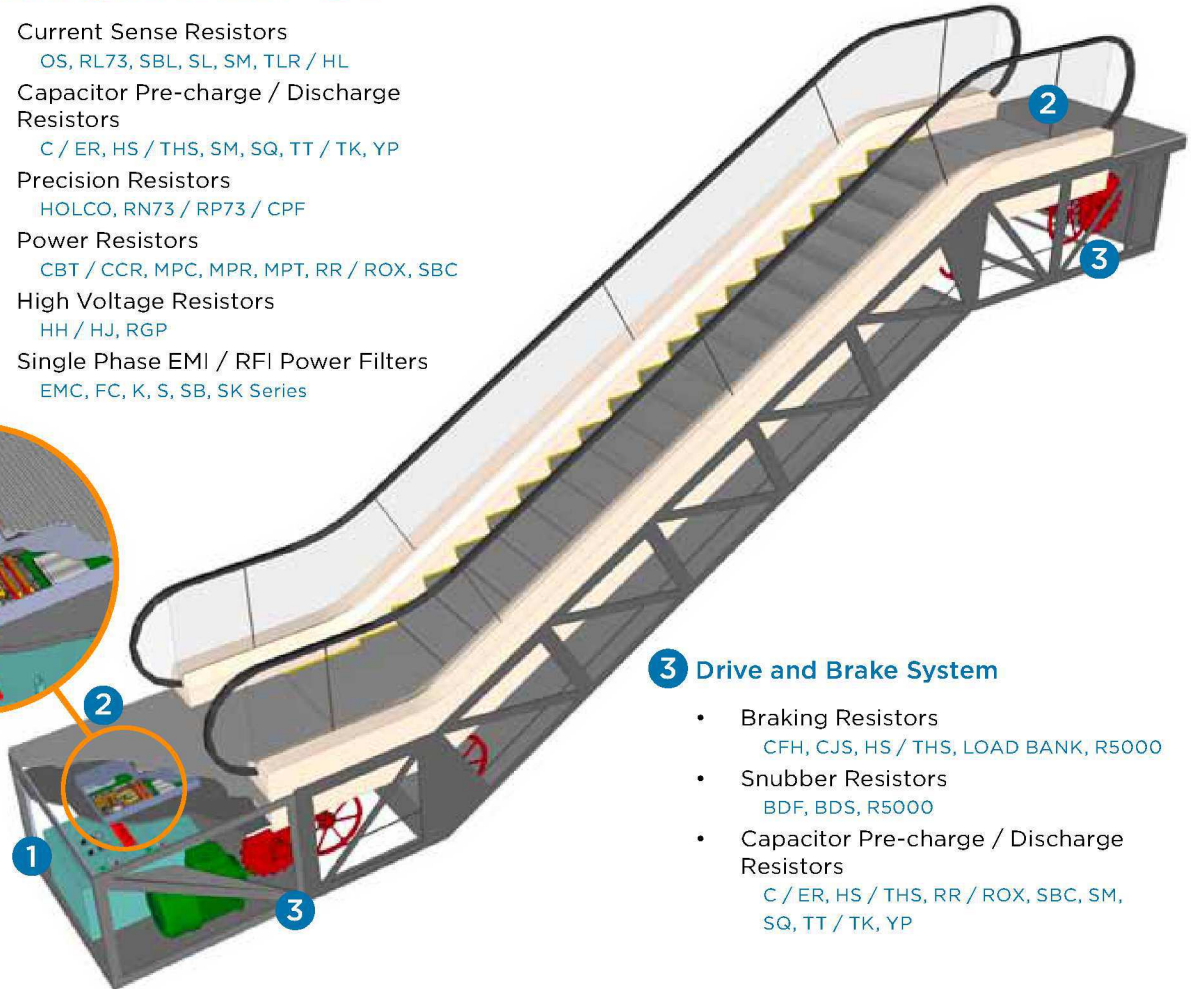 Current Sense Resistors
OS, RL73, SBL, SL, SM, TLR / HL
Capacitor Pre-charge / Discharge
Resistors
C / ER, HS / THS, SM, SQ, TT / TK, YP
Precision Resistors
HOLCO, RN73 / RP73 / CPF
Power Resistors
CBT / CCR, MPC, MPR, MPT, RR / ROX, SBC
High Voltage Resistors
HH / HJ, RGP
Single Phase EMI / RFI Power Filters
EMC, FC, K, S, SB, SK Series
2
3
2
1
3
3 Drive and Brake System
• Braking Resistors
CFH, CJS, HS / THS, LOAD BANK, R5000
• Snubber Resistors
BDF, BDS, R5000
• Capacitor Pre-charge / Discharge
Resistors
C / ER, HS / THS, RR / ROX, SBC, SM,
SQ, TT / TK, YP